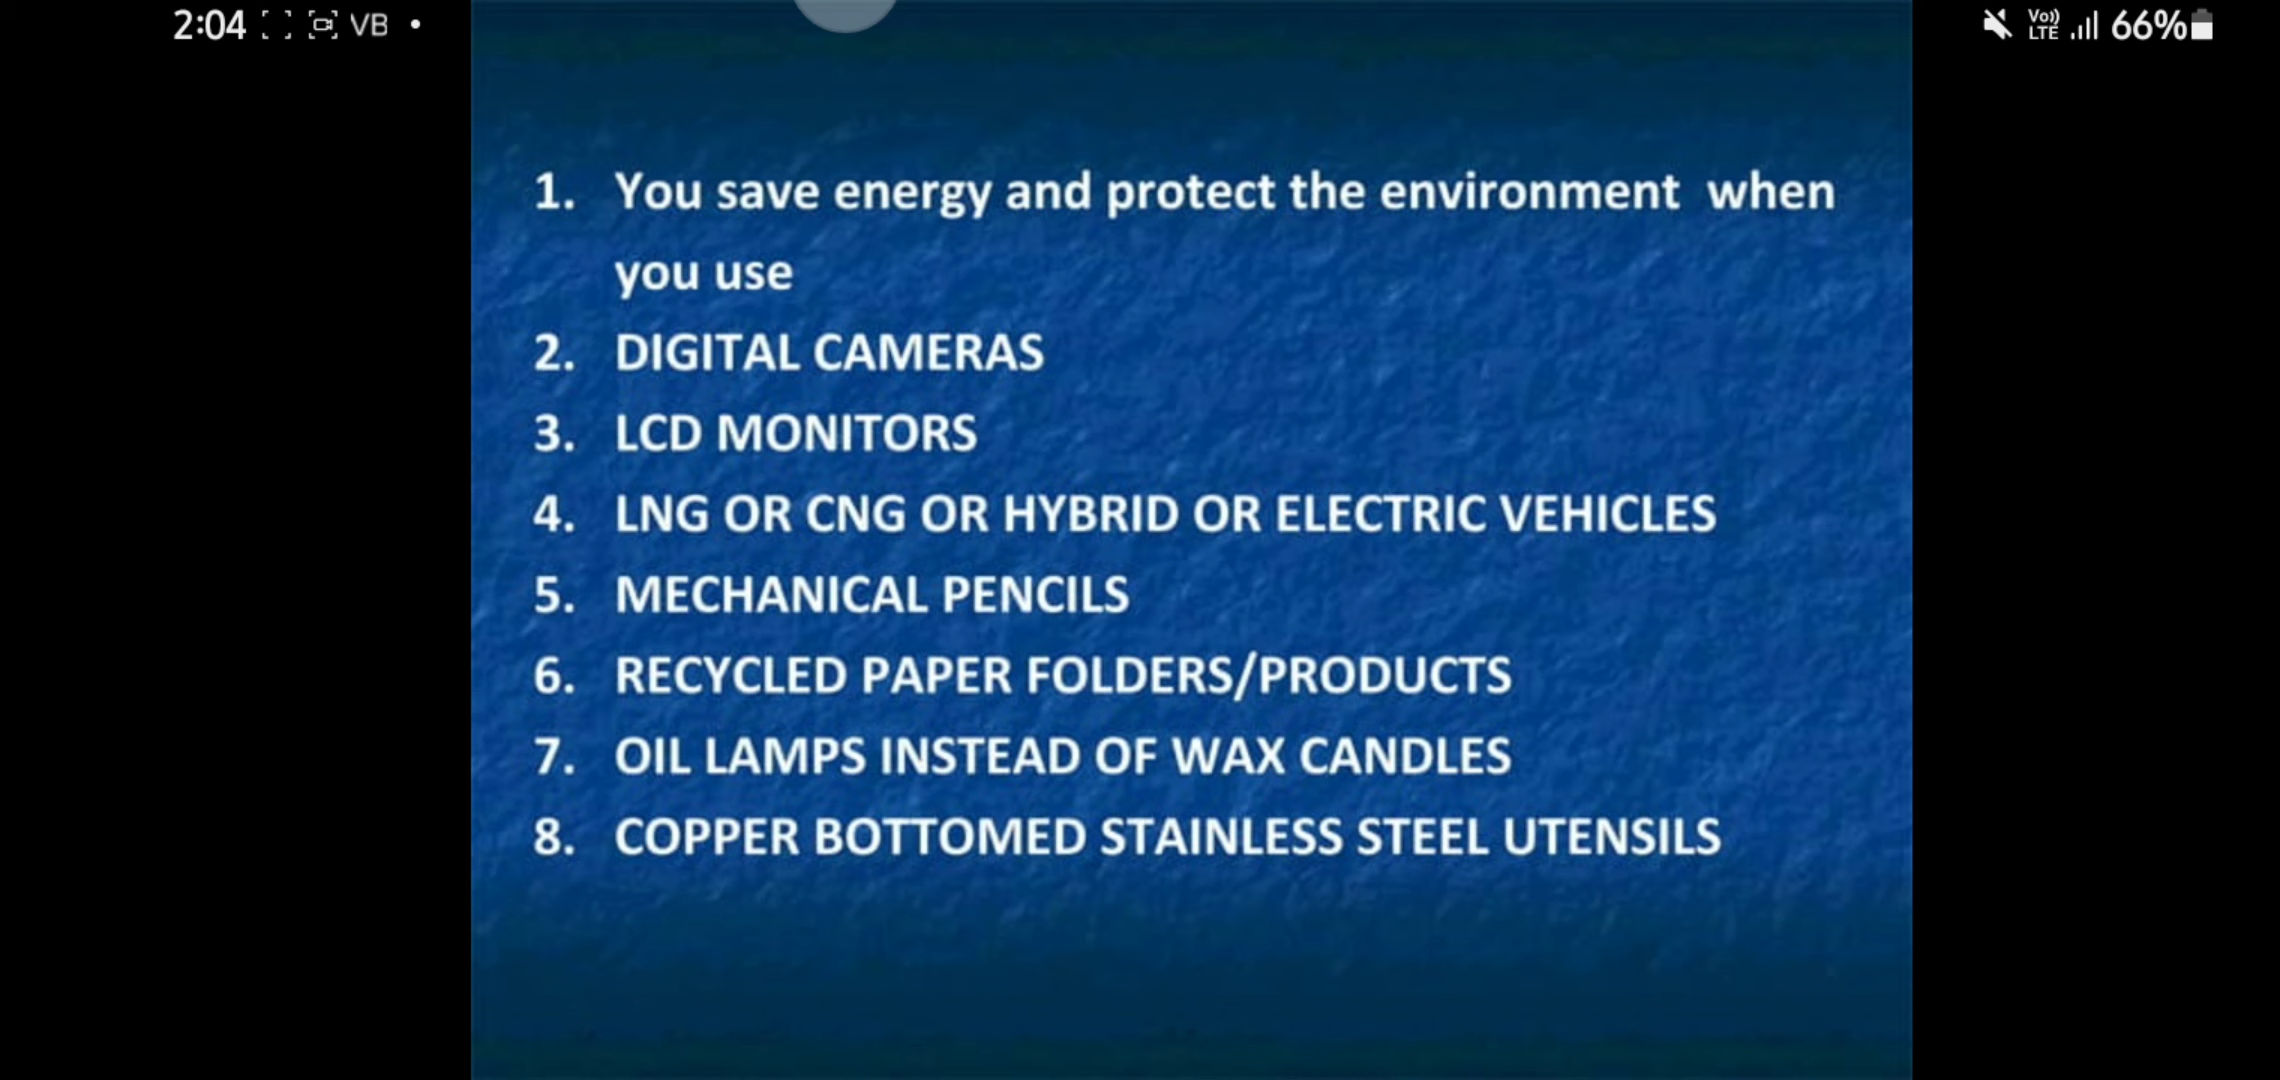 2:04 VB •
Vo)) LTE 66%
1. You save energy and protect the environment when
you use
2. DIGITAL CAMERAS
3. LCD MONITORS
4. LNG OR CNG OR HYBRID OR ELECTRIC VEHICLES
5. MECHANICAL PENCILS
6. RECYCLED PAPER FOLDERS/PRODUCTS
7. OIL LAMPS INSTEAD OF WAX CANDLES
8. COPPER BOTTOMED STAINLESS STEEL UTENSILS